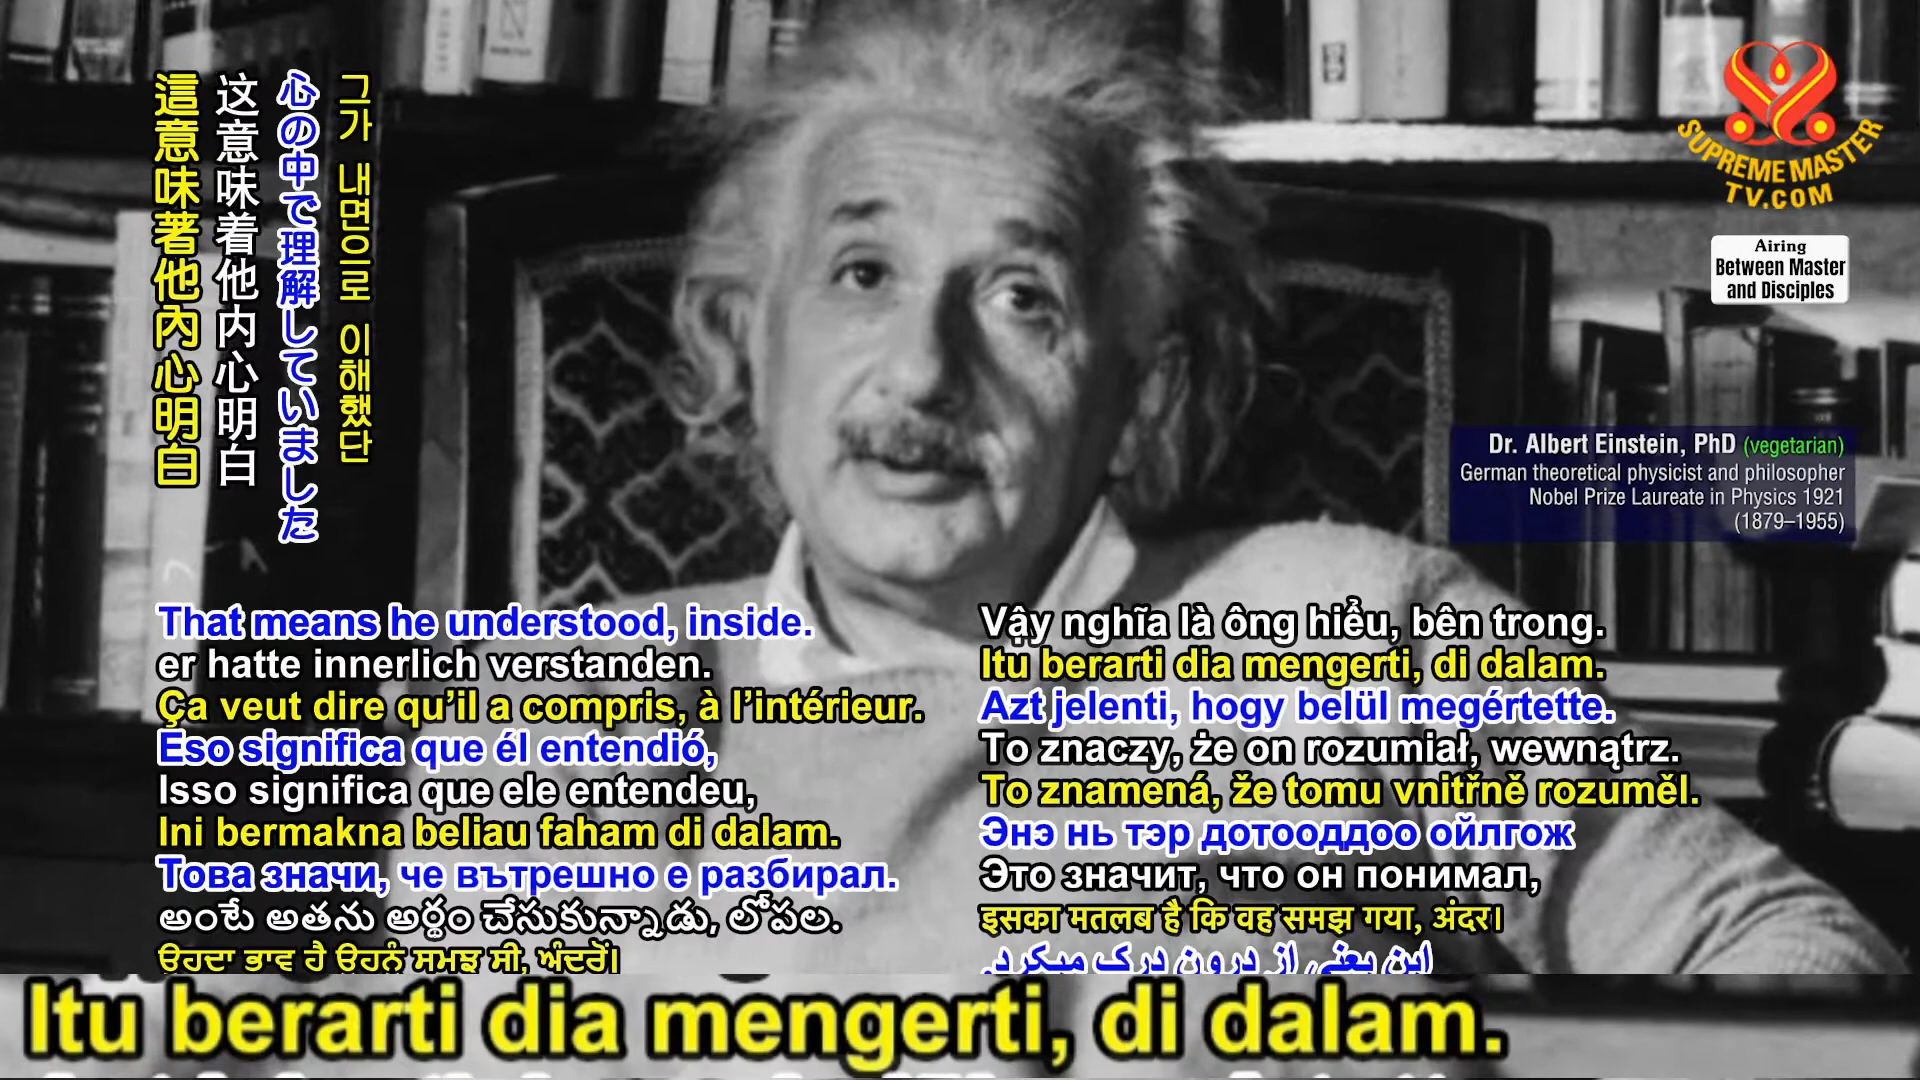 這意味著他內心明白
这意味着他内心明白
心の中で理解していました
그가 내면으로 이해했단
SUPREME MASTER
TV.COM
Airing
Between Master
and Disciples
Dr. Albert Einstein, PhD (vegetarian)
German theoretical physicist and philosopher
Nobel Prize Laureate in Physics 1921
(1879–1955)
That means he understood, inside.
er hatte innerlich verstanden.
Ça veut dire qu’il a compris, à l’intérieur.
Eso significa que él entendió,
Isso significa que ele entendeu,
Ini bermakna beliau faham di dalam.
Това значи, че вътрешно е разбирал.
అంటే అతను అర్థం చేసుకున్నాడు, లోపల.
ਉਹਦਾ ਭਾਵ ਹੈ ਉਹਨੂੰ ਸਮਝ ਸੀ, ਅੰਦਰੋਂ।
Vậy nghĩa là ông hiểu, bên trong.
Itu berarti dia mengerti, di dalam.
Azt jelenti, hogy belül megértette.
To znaczy, że on rozumiał, wewnątrz.
To znamená, že tomu vnitřně rozuměl.
Энэ нь тэр дотооддоо ойлгож
Это значит, что он понимал,
इसका मतलब है कि वह समझ गया, अंदर।
این یعنی از درون درک میکرد.
Itu berarti dia mengerti, di dalam.